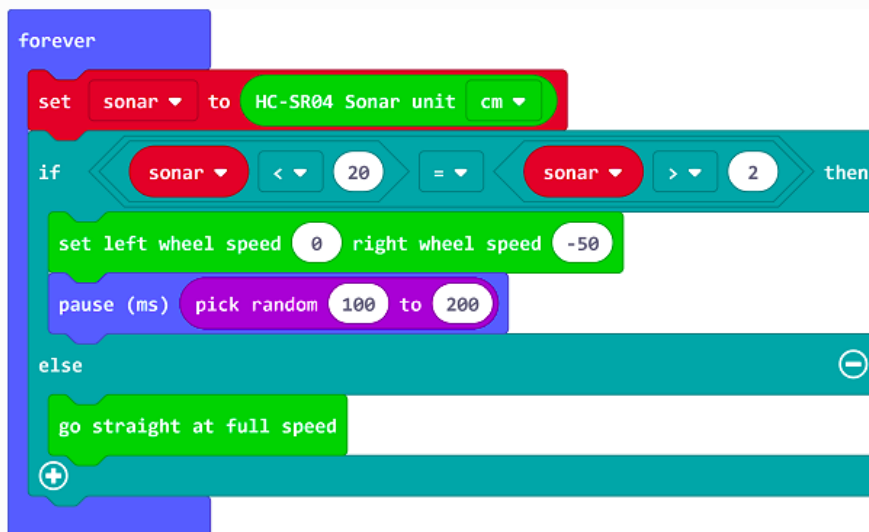 forever
set sonar to HC-SR04 Sonar unit cm
if sonar < 20 = sonar > 2 then
set left wheel speed 0 right wheel speed -50
pause (ms) pick random 100 to 200
else
go straight at full speed